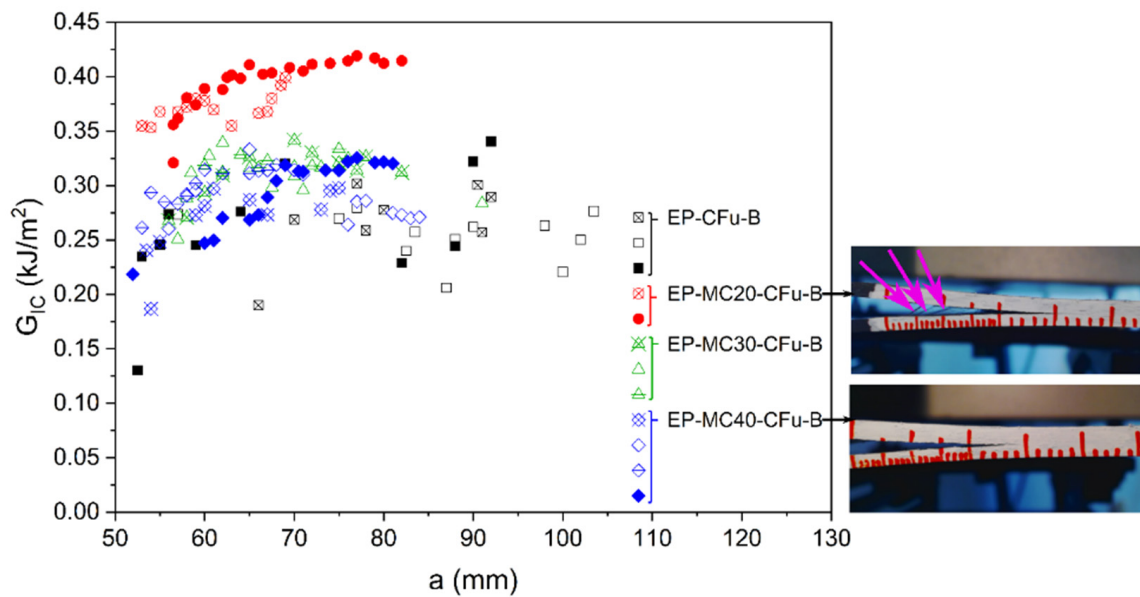 0.45
0.40
0.35
0.30
0.25
0.20
0.15
0.10
0.05
0.00
G_IC (kJ/m²)
50 60 70 80 90 100 110 120 130
a (mm)
EP-CFu-B
EP-MC20-CFu-B
EP-MC30-CFu-B
EP-MC40-CFu-B